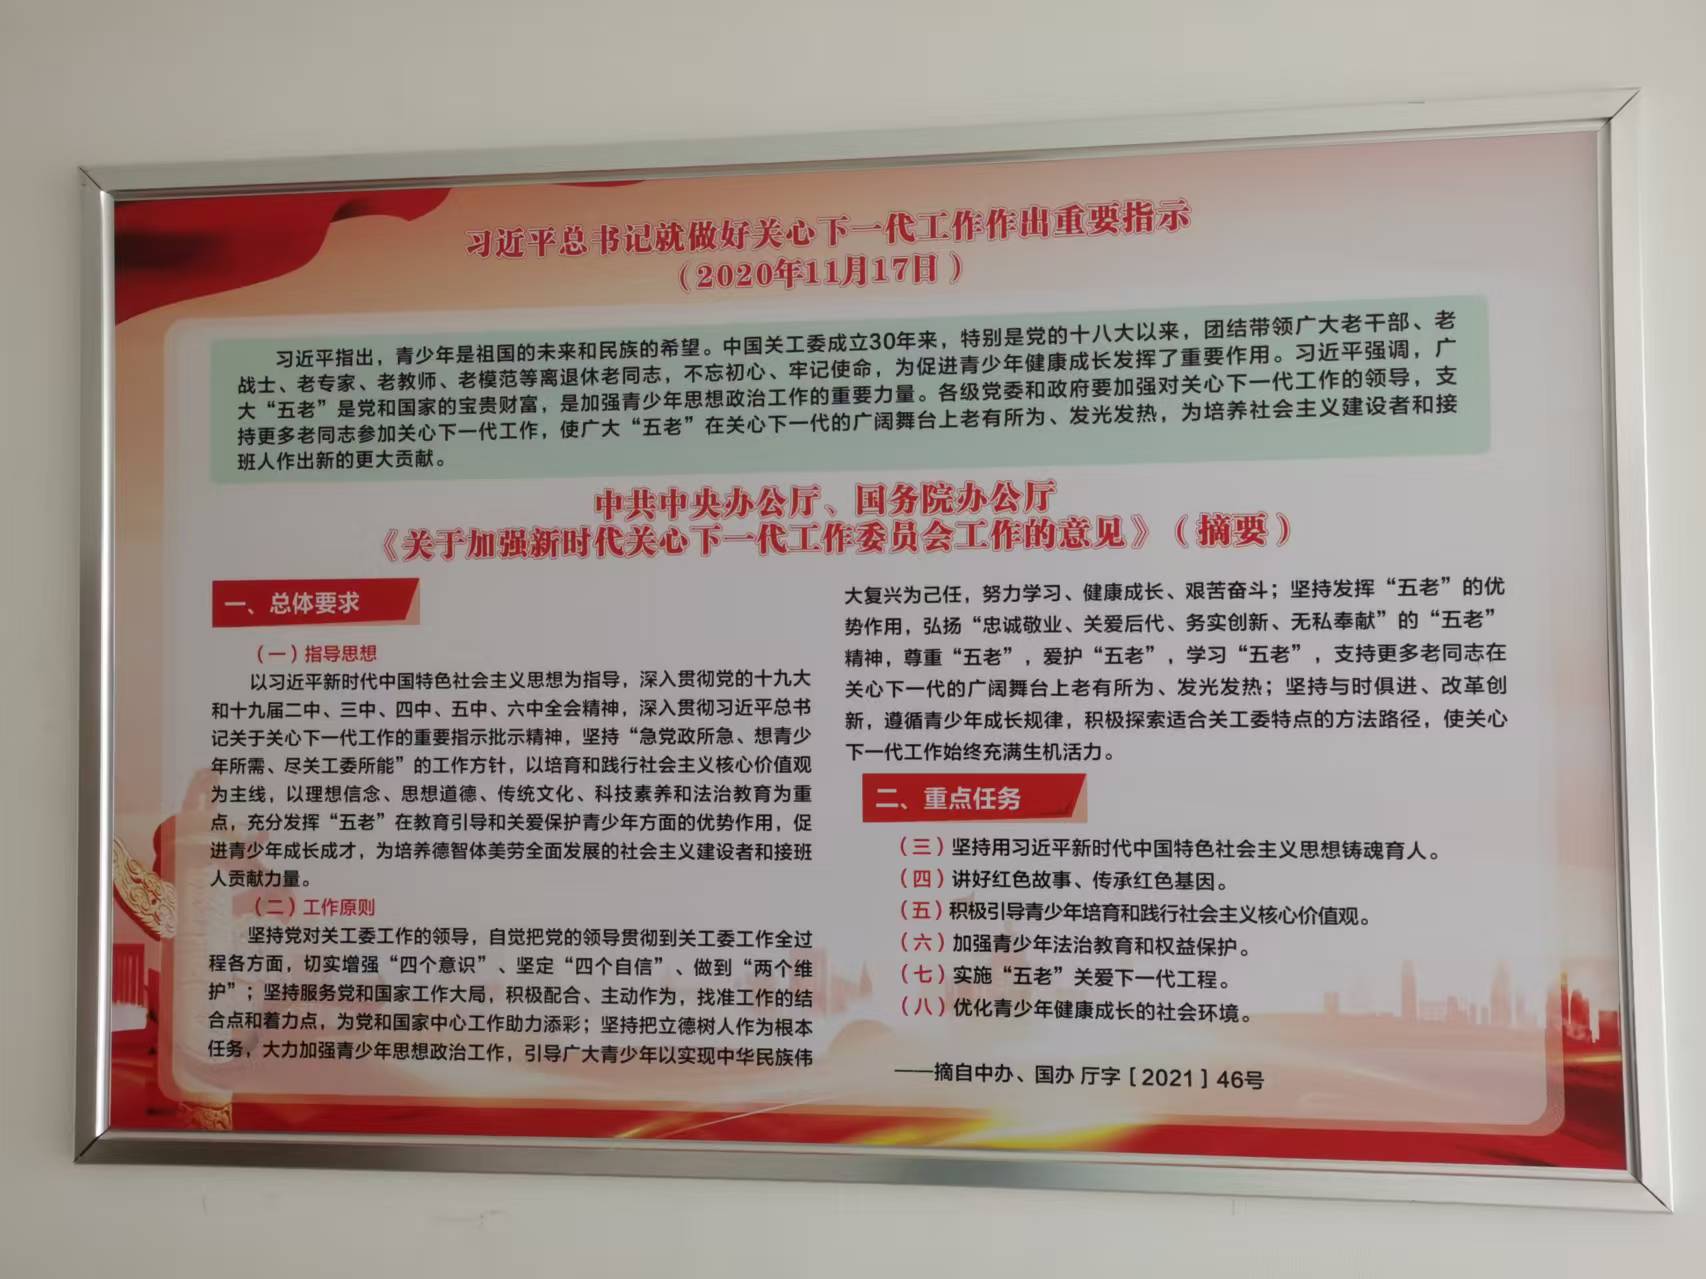 习近平总书记就做好关心下一代工作作出重要指示
（2020年11月17日）
习近平指出，青少年是祖国的未来和民族的希望。中国关工委成立30年来，特别是党的十八大以来，团结带领广大老干部、老
战士、老专家、老教师、老模范等离退休老同志，不忘初心、牢记使命，为促进青少年健康成长发挥了重要作用。习近平强调，广
大“五老”是党和国家的宝贵财富，是加强青少年思想政治工作的重要力量。各级党委和政府要加强对关心下一代工作的领导，支
持更多老同志参加关心下一代工作，使广大“五老”在关心下一代的广阔舞台上老有所为、发光发热，为培养社会主义建设者和接
班人作出新的更大贡献。
中共中央办公厅、国务院办公厅
《关于加强新时代关心下一代工作委员会工作的意见》（摘要）
一、总体要求
（一）指导思想
以习近平新时代中国特色社会主义思想为指导，深入贯彻党的十九大
和十九届二中、三中、四中、五中、六中全会精神，深入贯彻习近平总书
记关于关心下一代工作的重要指示批示精神，坚持“急党政所急、想青少
年所需、尽关工委所能”的工作方针，以培育和践行社会主义核心价值观
为主线，以理想信念、思想道德、传统文化、科技素养和法治教育为重
点，充分发挥“五老”在教育引导和关爱保护青少年方面的优势作用，促
进青少年成长成才，为培养德智体美劳全面发展的社会主义建设者和接班
人贡献力量。
（二）工作原则
坚持党对关工委工作的领导，自觉把党的领导贯彻到关工委工作全过
程各方面，切实增强“四个意识”、坚定“四个自信”、做到“两个维
护”；坚持服务党和国家工作大局，积极配合、主动作为，找准工作的结
合点和着力点，为党和国家中心工作助力添彩；坚持把立德树人作为根本
任务，大力加强青少年思想政治工作，引导广大青少年以实现中华民族伟
大复兴为己任，努力学习、健康成长、艰苦奋斗；坚持发挥“五老”的优
势作用，弘扬“忠诚敬业、关爱后代、务实创新、无私奉献”的“五老”
精神，尊重“五老”，爱护“五老”，学习“五老”，支持更多老同志在
关心下一代的广阔舞台上老有所为、发光发热；坚持与时俱进、改革创
新，遵循青少年成长规律，积极探索适合关工委特点的方法路径，使关心
下一代工作始终充满生机活力。
二、重点任务
（三）坚持用习近平新时代中国特色社会主义思想铸魂育人。
（四）讲好红色故事、传承红色基因。
（五）积极引导青少年培育和践行社会主义核心价值观。
（六）加强青少年法治教育和权益保护。
（七）实施“五老”关爱下一代工程。
（八）优化青少年健康成长的社会环境。
——摘自中办、国办 厅字［2021］46号